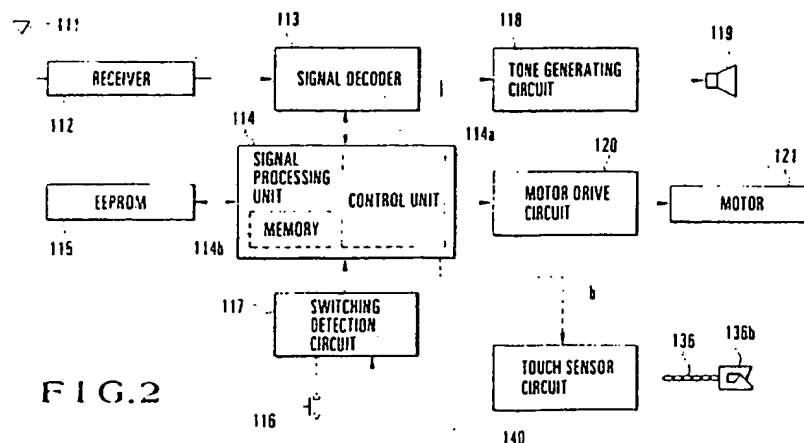 111
113
118
119
RECEIVER
SIGNAL DECODER
TONE GENERATING
CIRCUIT
112
114
114a
120
121
SIGNAL
PROCESSING
UNIT
CONTROL UNIT
MEMORY
EEPROM
MOTOR DRIVE
CIRCUIT
MOTOR
115
114b
117
SWITCHING
DETECTION
CIRCUIT
b
136
136b
TOUCH SENSOR
CIRCUIT
FIG.2
116
140